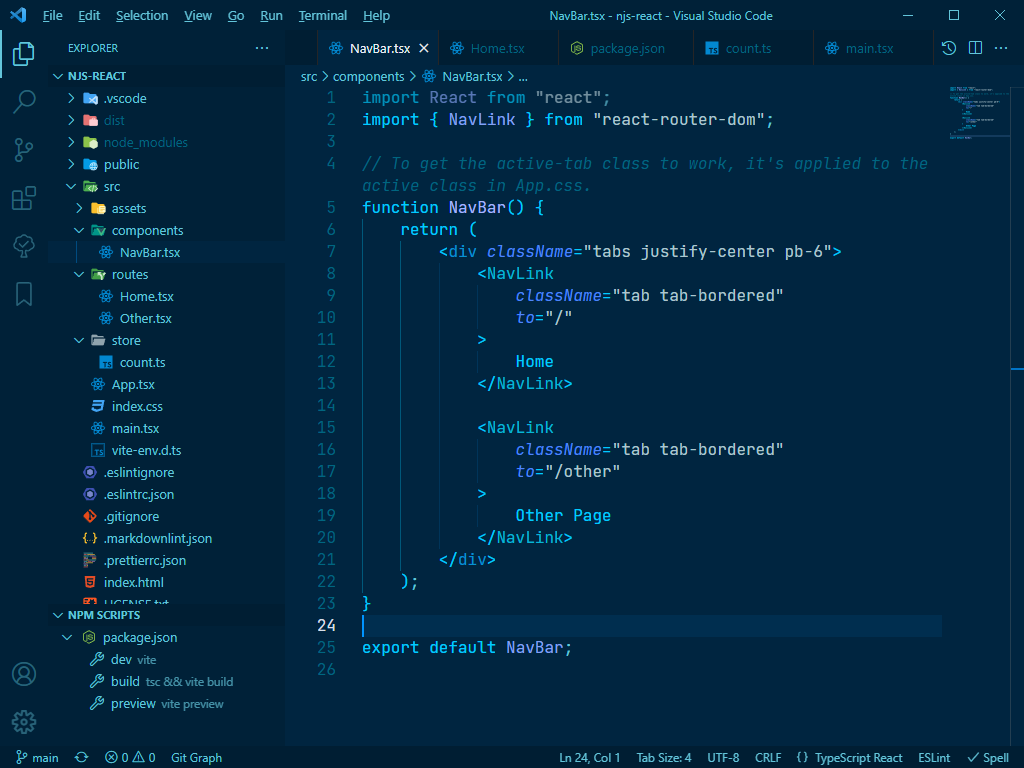 File Edit Selection View Go Run Terminal Help NavBar.tsx - njs-react - Visual Studio Code
EXPLORER
NJS-REACT
.vscode
dist
node_modules
public
src
assets
components
NavBar.tsx
routes
Home.tsx
Other.tsx
store
count.ts
App.tsx
index.css
main.tsx
vite-env.d.ts
.eslintignore
.eslintrc.json
.gitignore
.markdownlint.json
.prettierrc.json
index.html
LICENSE.txt
NPM SCRIPTS
package.json
dev vite
build tsc && vite build
preview vite preview
NavBar.tsx Home.tsx package.json count.ts main.tsx
src > components > NavBar.tsx > ...
1 import React from "react";
2 import { NavLink } from "react-router-dom";
3
4 // To get the active-tab class to work, it's applied to the
active class in App.css.
5 function NavBar() {
6 return (
7 <div className="tabs justify-center pb-6">
8 <NavLink
9 className="tab tab-bordered"
10 to="/"
11 >
12 Home
13 </NavLink>
14
15 <NavLink
16 className="tab tab-bordered"
17 to="/other"
18 >
19 Other Page
20 </NavLink>
21 </div>
22 );
23 }
24
25 export default NavBar;
26
main 0 0 Git Graph Ln 24, Col 1 Tab Size: 4 UTF-8 CRLF {} TypeScript React ESLint Spell